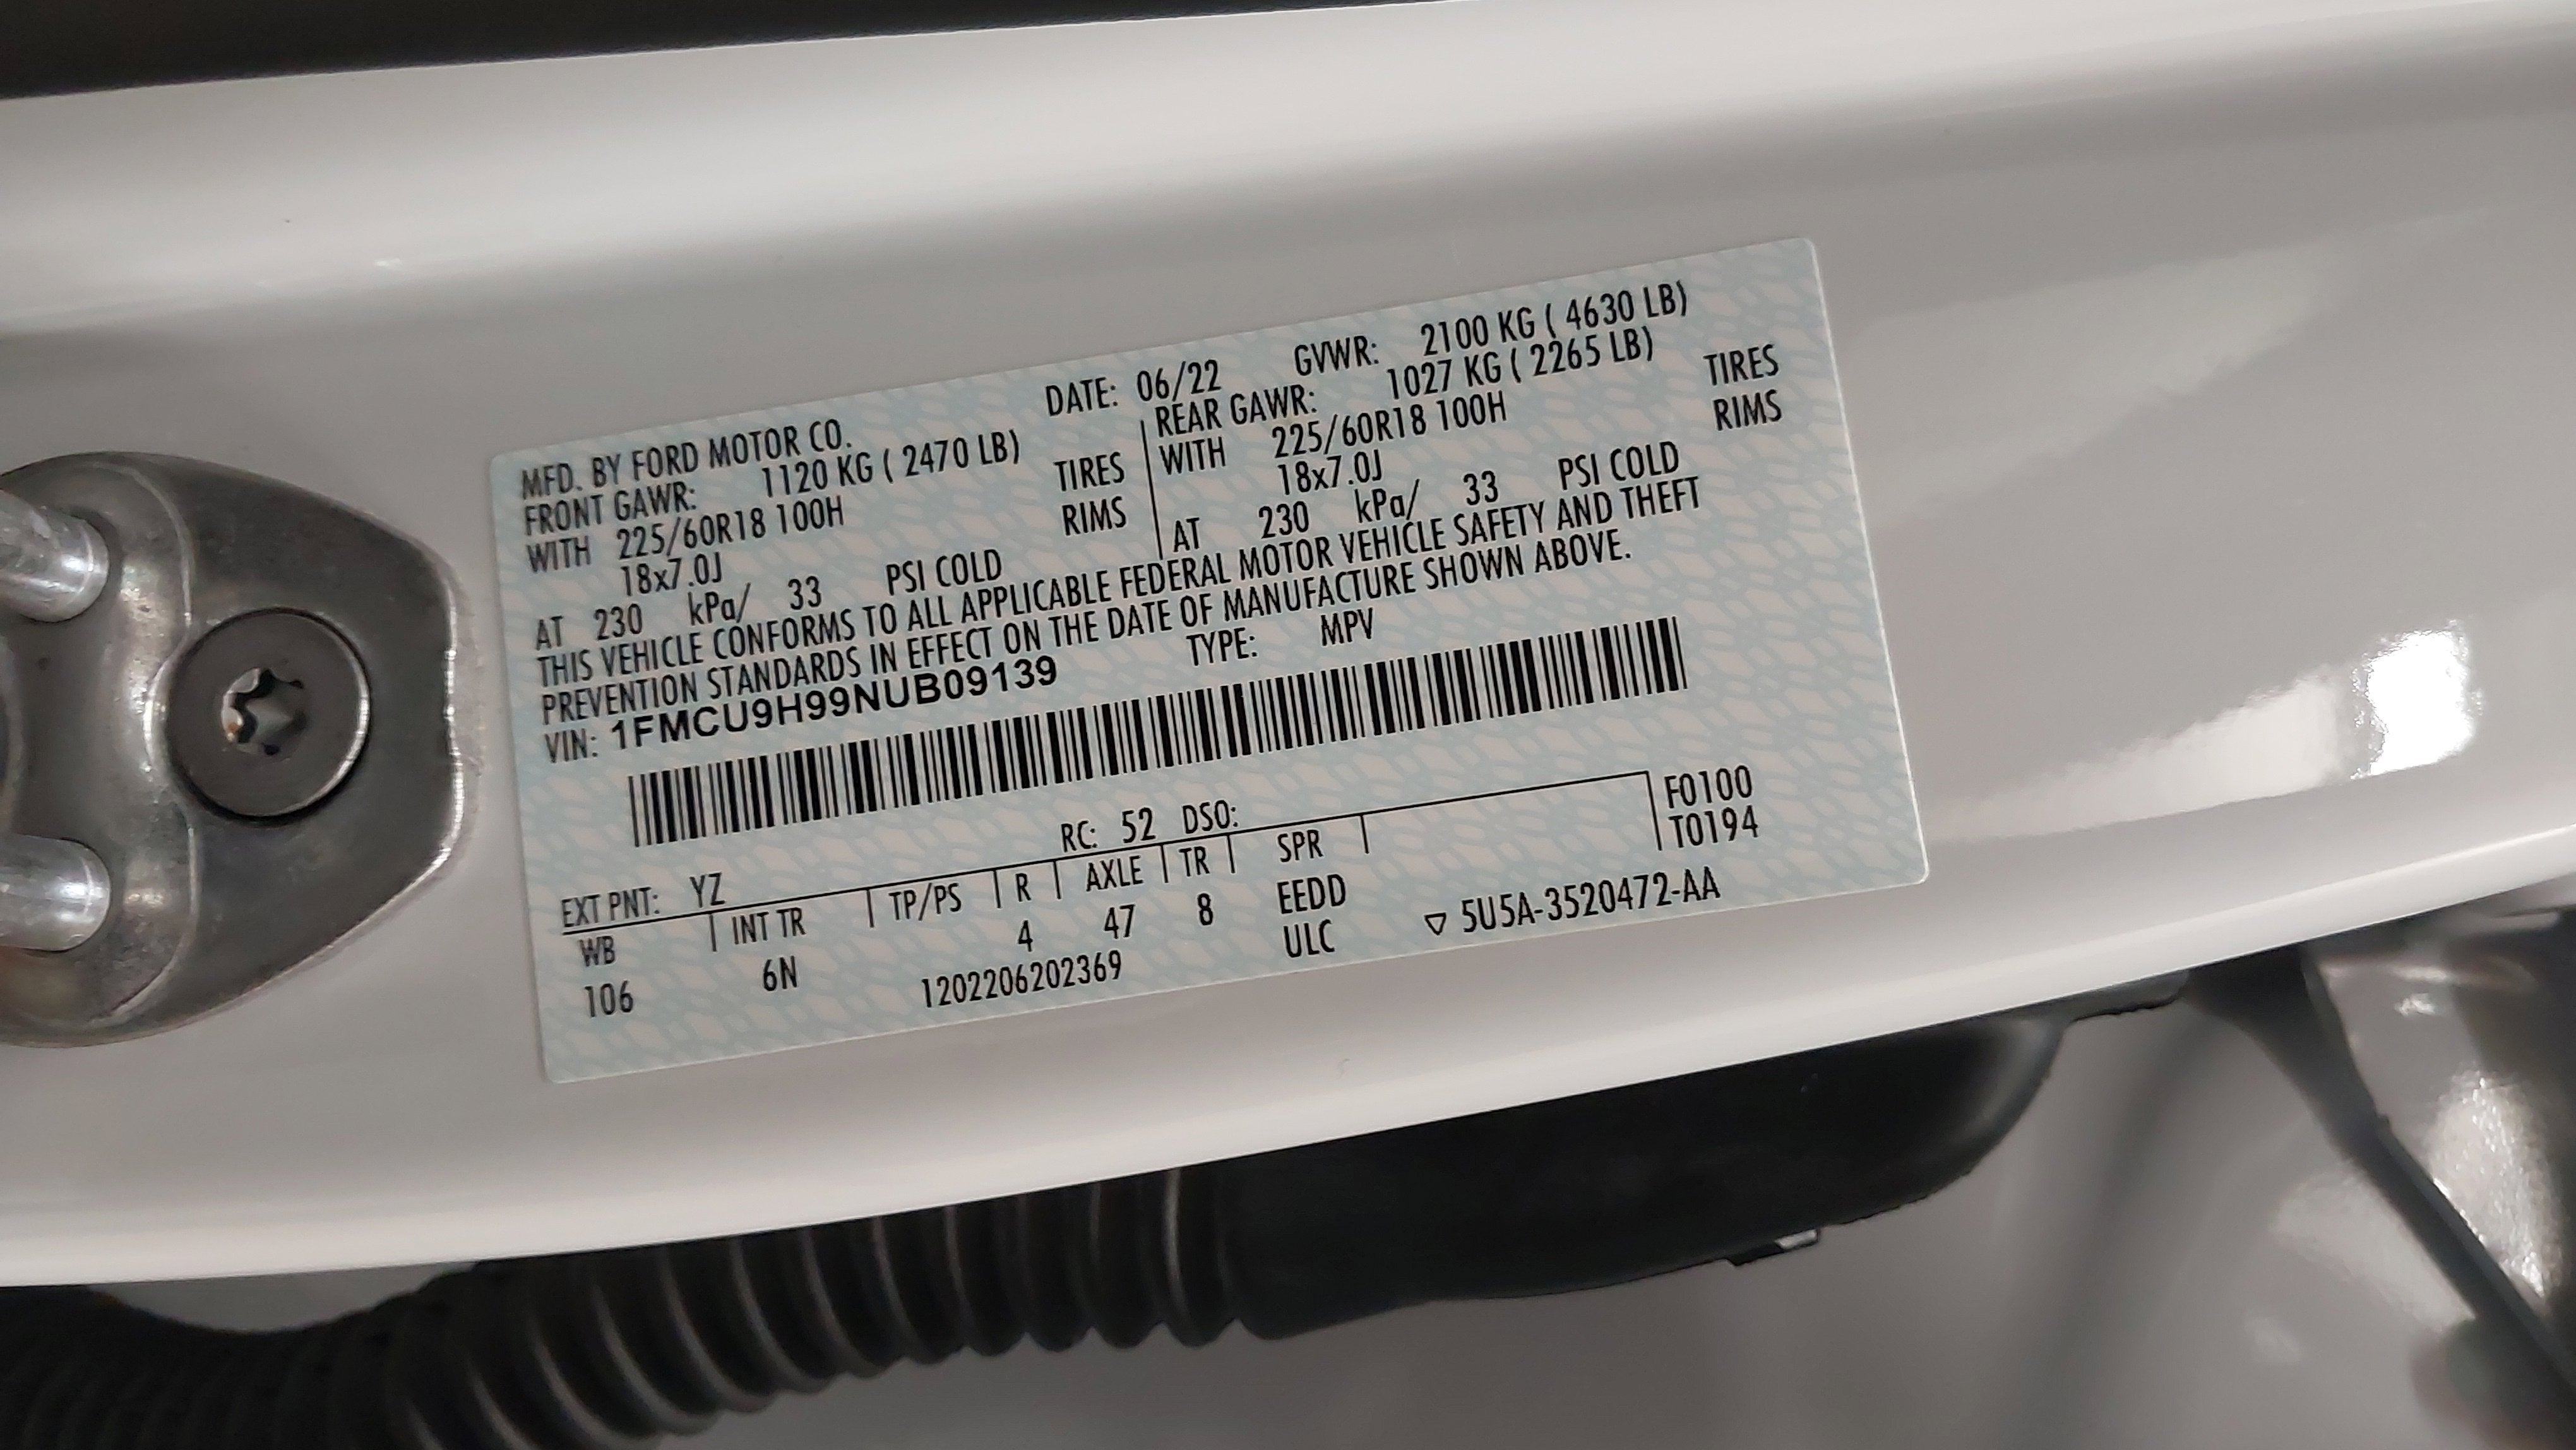 MFD. BY FORD MOTOR CO. DATE: 06/22 GVWR: 2100 KG ( 4630 LB)
FRONT GAWR: 1120 KG ( 2470 LB) REAR GAWR: 1027 KG ( 2265 LB)
WITH 225/60R18 100H TIRES WITH 225/60R18 100H TIRES
18x7.0J RIMS 18x7.0J RIMS
AT 230 kPa/ 33 PSI COLD AT 230 kPa/ 33 PSI COLD
THIS VEHICLE CONFORMS TO ALL APPLICABLE FEDERAL MOTOR VEHICLE SAFETY AND THEFT
PREVENTION STANDARDS IN EFFECT ON THE DATE OF MANUFACTURE SHOWN ABOVE.
VIN: 1FMCU9H99NUB09139 TYPE: MPV
EXT PNT: YZ RC: 52 DSO: F0100
WB INT TR TP/PS R AXLE TR SPR T0194
106 6N 4 47 8 EEDD
1202206202369 ULC ▽ 5U5A-3520472-AA